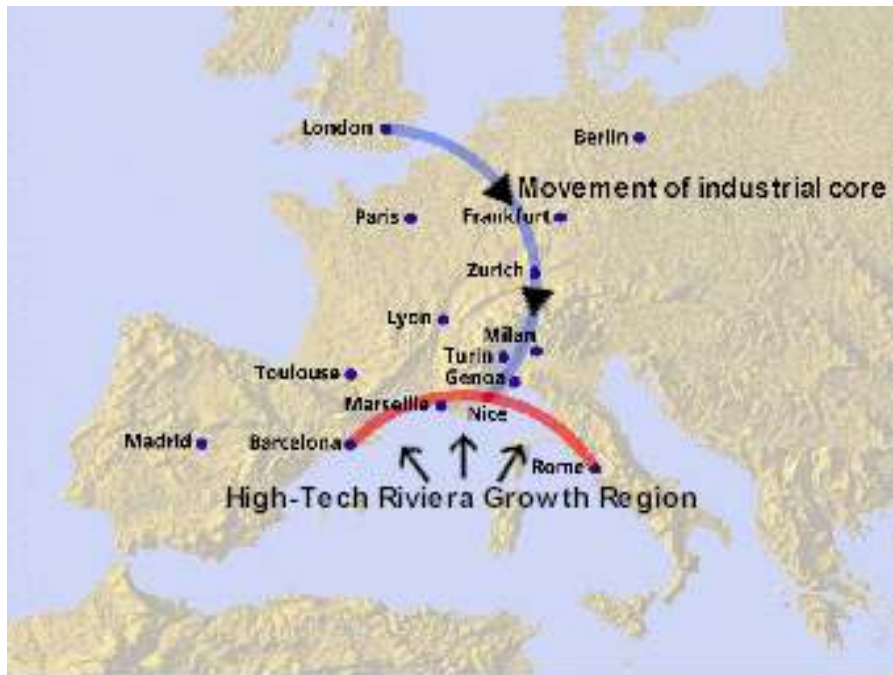 London
Berlin
Movement of industrial core
Paris
Frankfurt
Zurich
Lyon
Milan
Turin
Toulouse
Genoa
Marseille
Nice
Madrid
Barcelona
Rome
High-Tech Riviera Growth Region